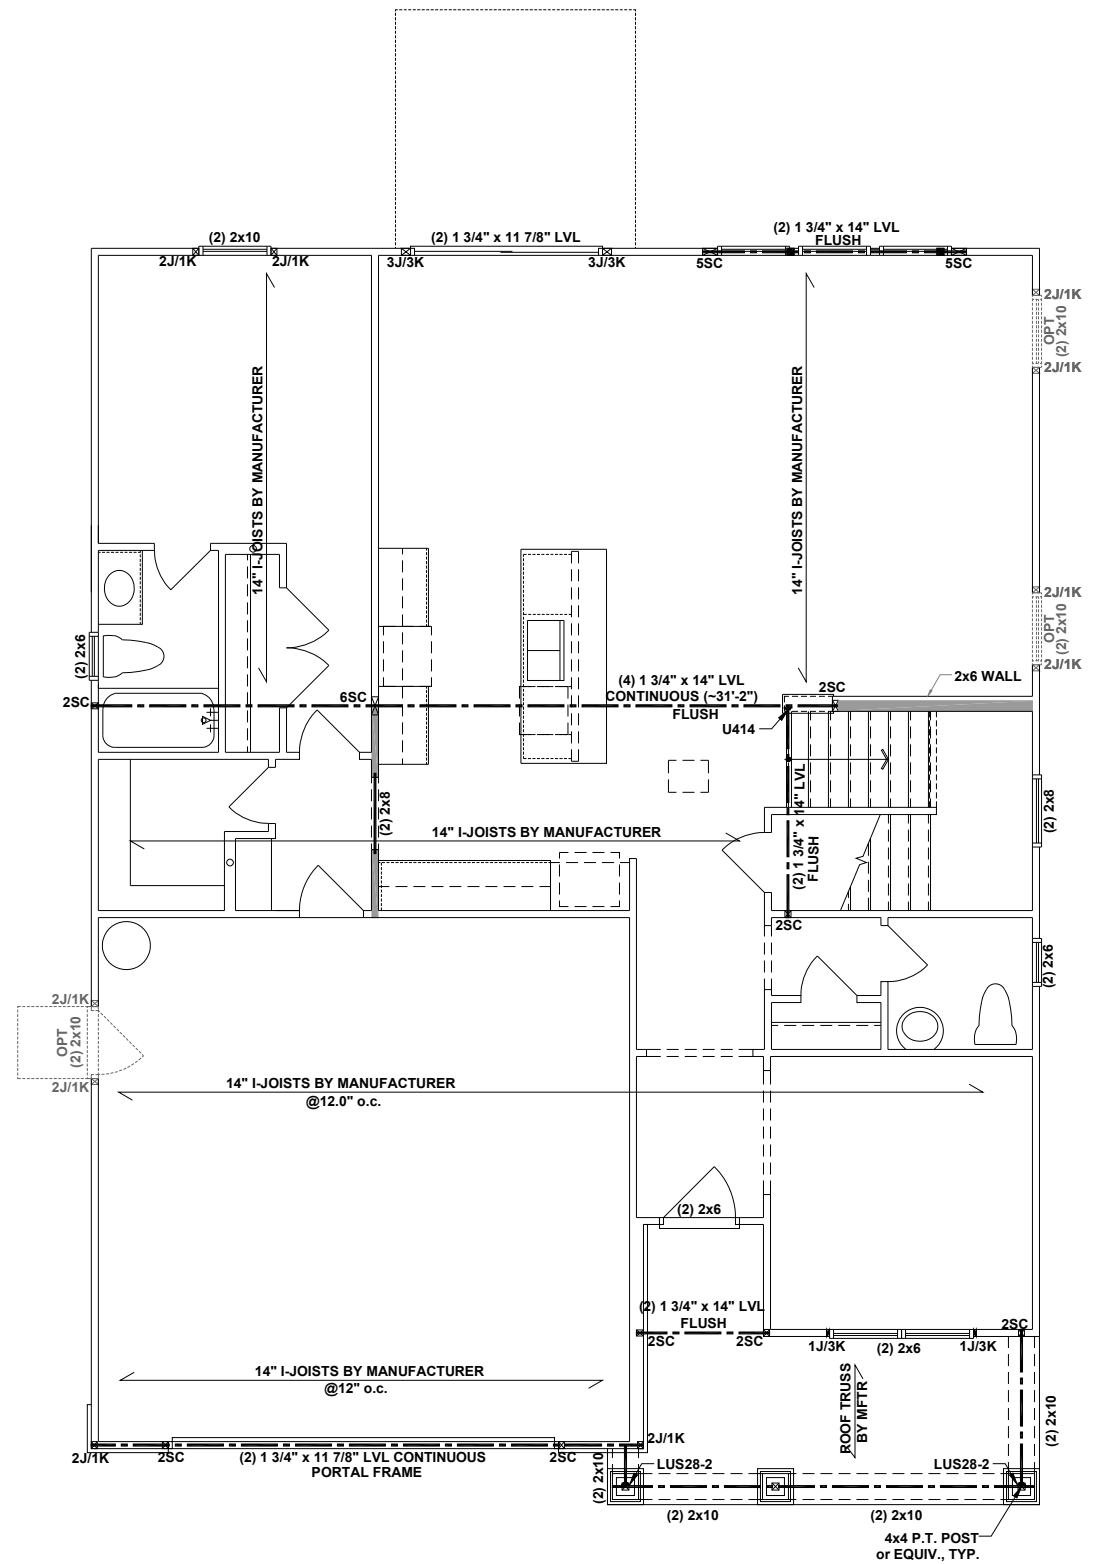 (2) 2x10
(2) 1 3/4" x 11 7/8" LVL
(2) 1 3/4" x 14" LVL
FLUSH
2J/1K
2J/1K
3J/3K
3J/3K
5SC
5SC
2J/1K
OPT
(2) 2x10
2J/1K
14" I-JOISTS BY MANUFACTURER
14" I-JOISTS BY MANUFACTURER
2J/1K
OPT
(2) 2x10
2J/1K
(2) 2x6
2SC
6SC
(4) 1 3/4" x 14" LVL
CONTINUOUS (~31'-2")
FLUSH
2SC
2x6 WALL
U414
(2) 2x8
14" I-JOISTS BY MANUFACTURER
(2) 1 3/4" x 14" LVL
FLUSH
(2) 2x8
2SC
(2) 2x6
2J/1K
OPT
(2) 2x10
2J/1K
14" I-JOISTS BY MANUFACTURER
@12.0" o.c.
(2) 2x6
(2) 1 3/4" x 14" LVL
FLUSH
2SC
2SC
1J/3K
(2) 2x6
1J/3K
2SC
14" I-JOISTS BY MANUFACTURER
@12" o.c.
ROOF TRUSS
BY MFTR
(2) 2x10
2J/1K
2SC
(2) 1 3/4" x 11 7/8" LVL CONTINUOUS
PORTAL FRAME
2SC
2J/1K
(2) 2x10
LUS28-2
LUS28-2
(2) 2x10
(2) 2x10
4x4 P.T. POST
or EQUIV., TYP.